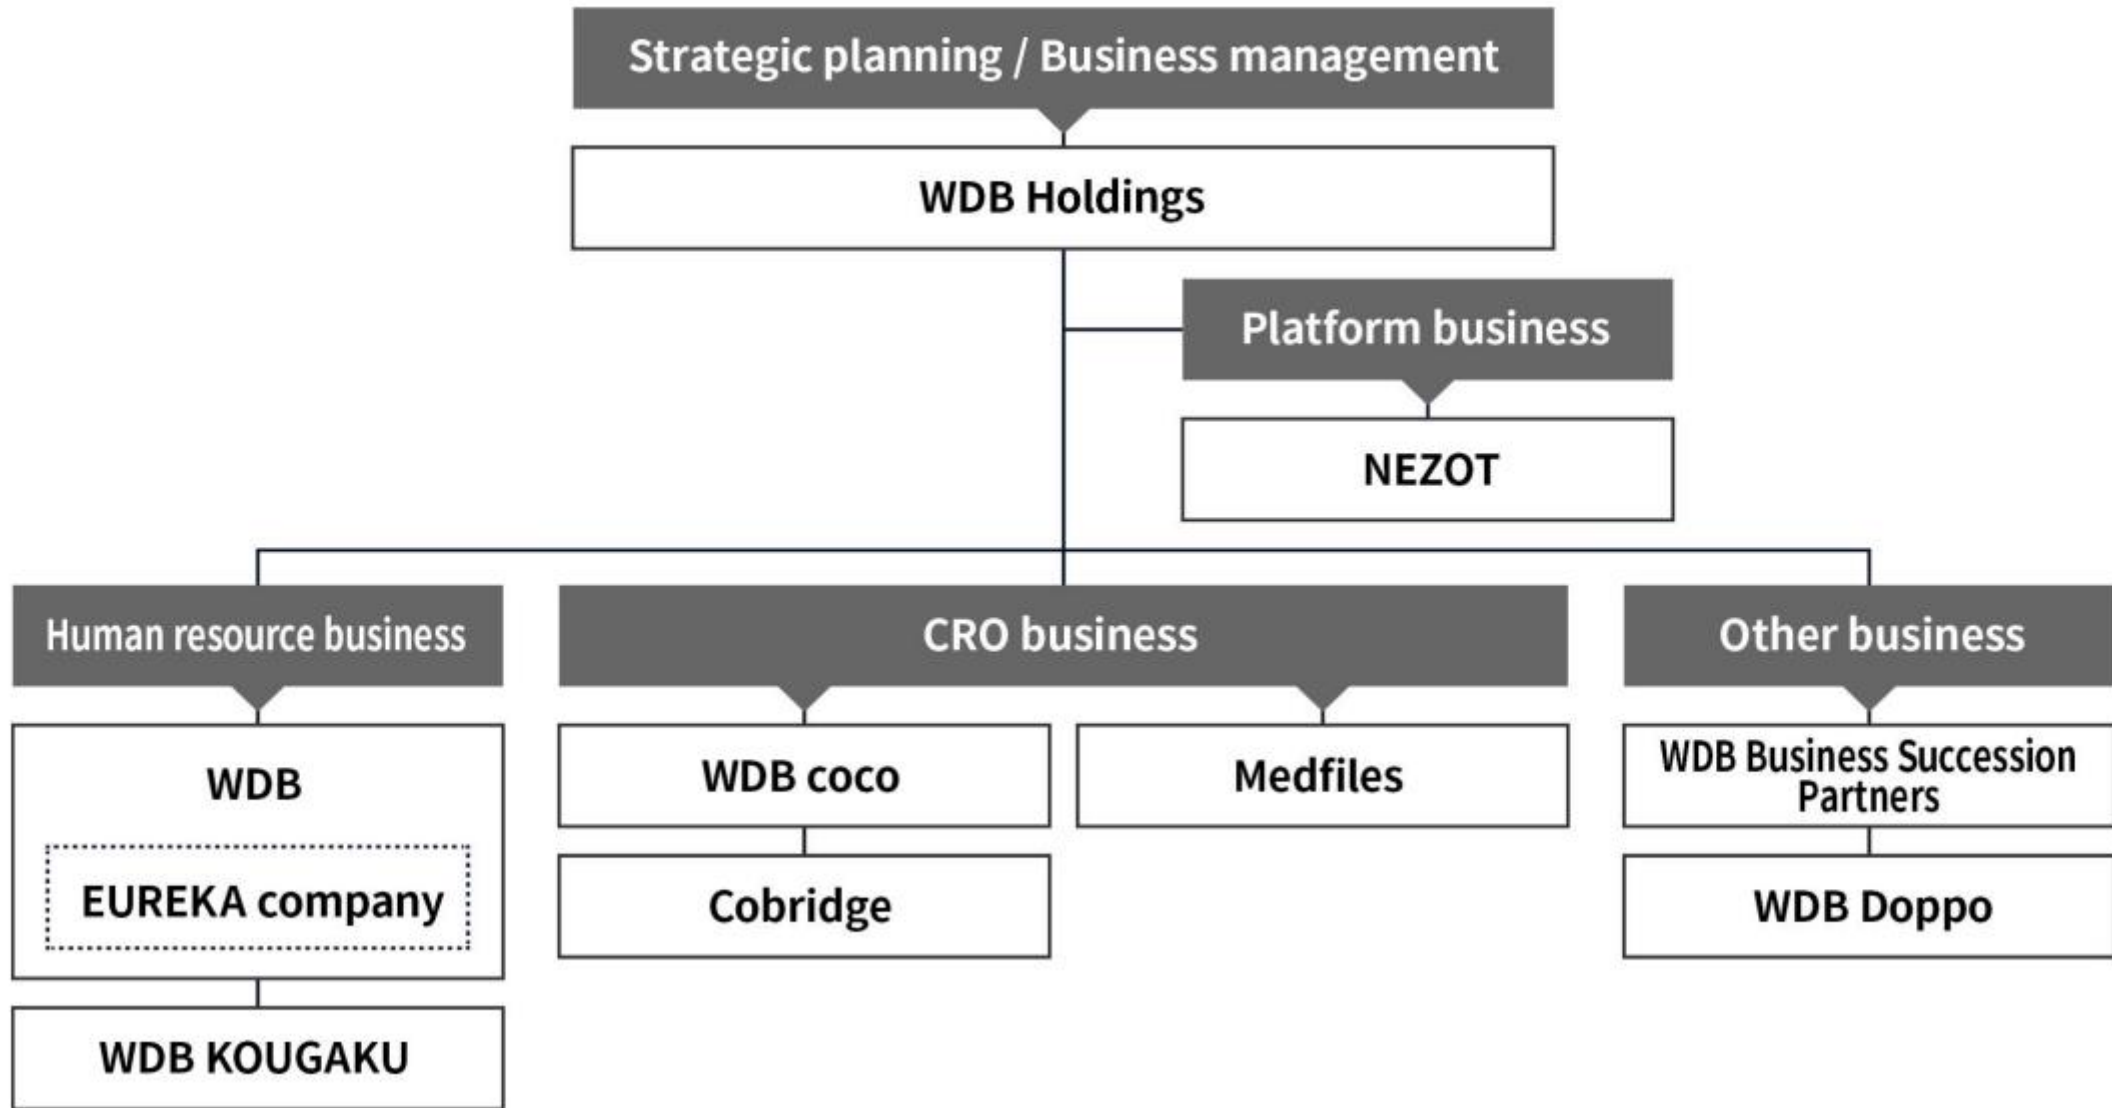 Strategic planning / Business management
WDB Holdings
Platform business
NEZOT
Human resource business
WDB
EUREKA company
WDB KOUGAKU
CRO business
WDB coco
Cobridge
Medfiles
Other business
WDB Business Succession
Partners
WDB Doppo